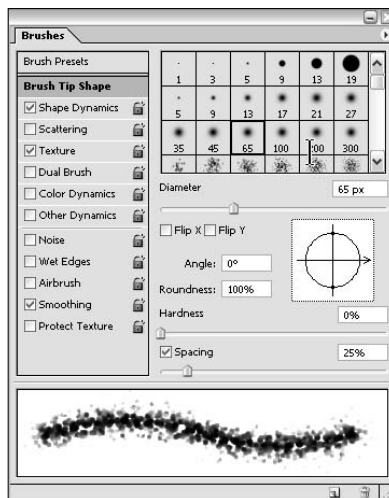 Brushes
Brush Presets
Brush Tip Shape
Shape Dynamics
Scattering
Texture
Dual Brush
Color Dynamics
Other Dynamics
Noise
Wet Edges
Airbrush
Smoothing
Protect Texture
1 3 5 9 13 19
5 9 13 17 21 27
35 45 65 100 200 300
Diameter 65 px
Flip X Flip Y
Angle: 0°
Roundness: 100%
Hardness 0%
Spacing 25%